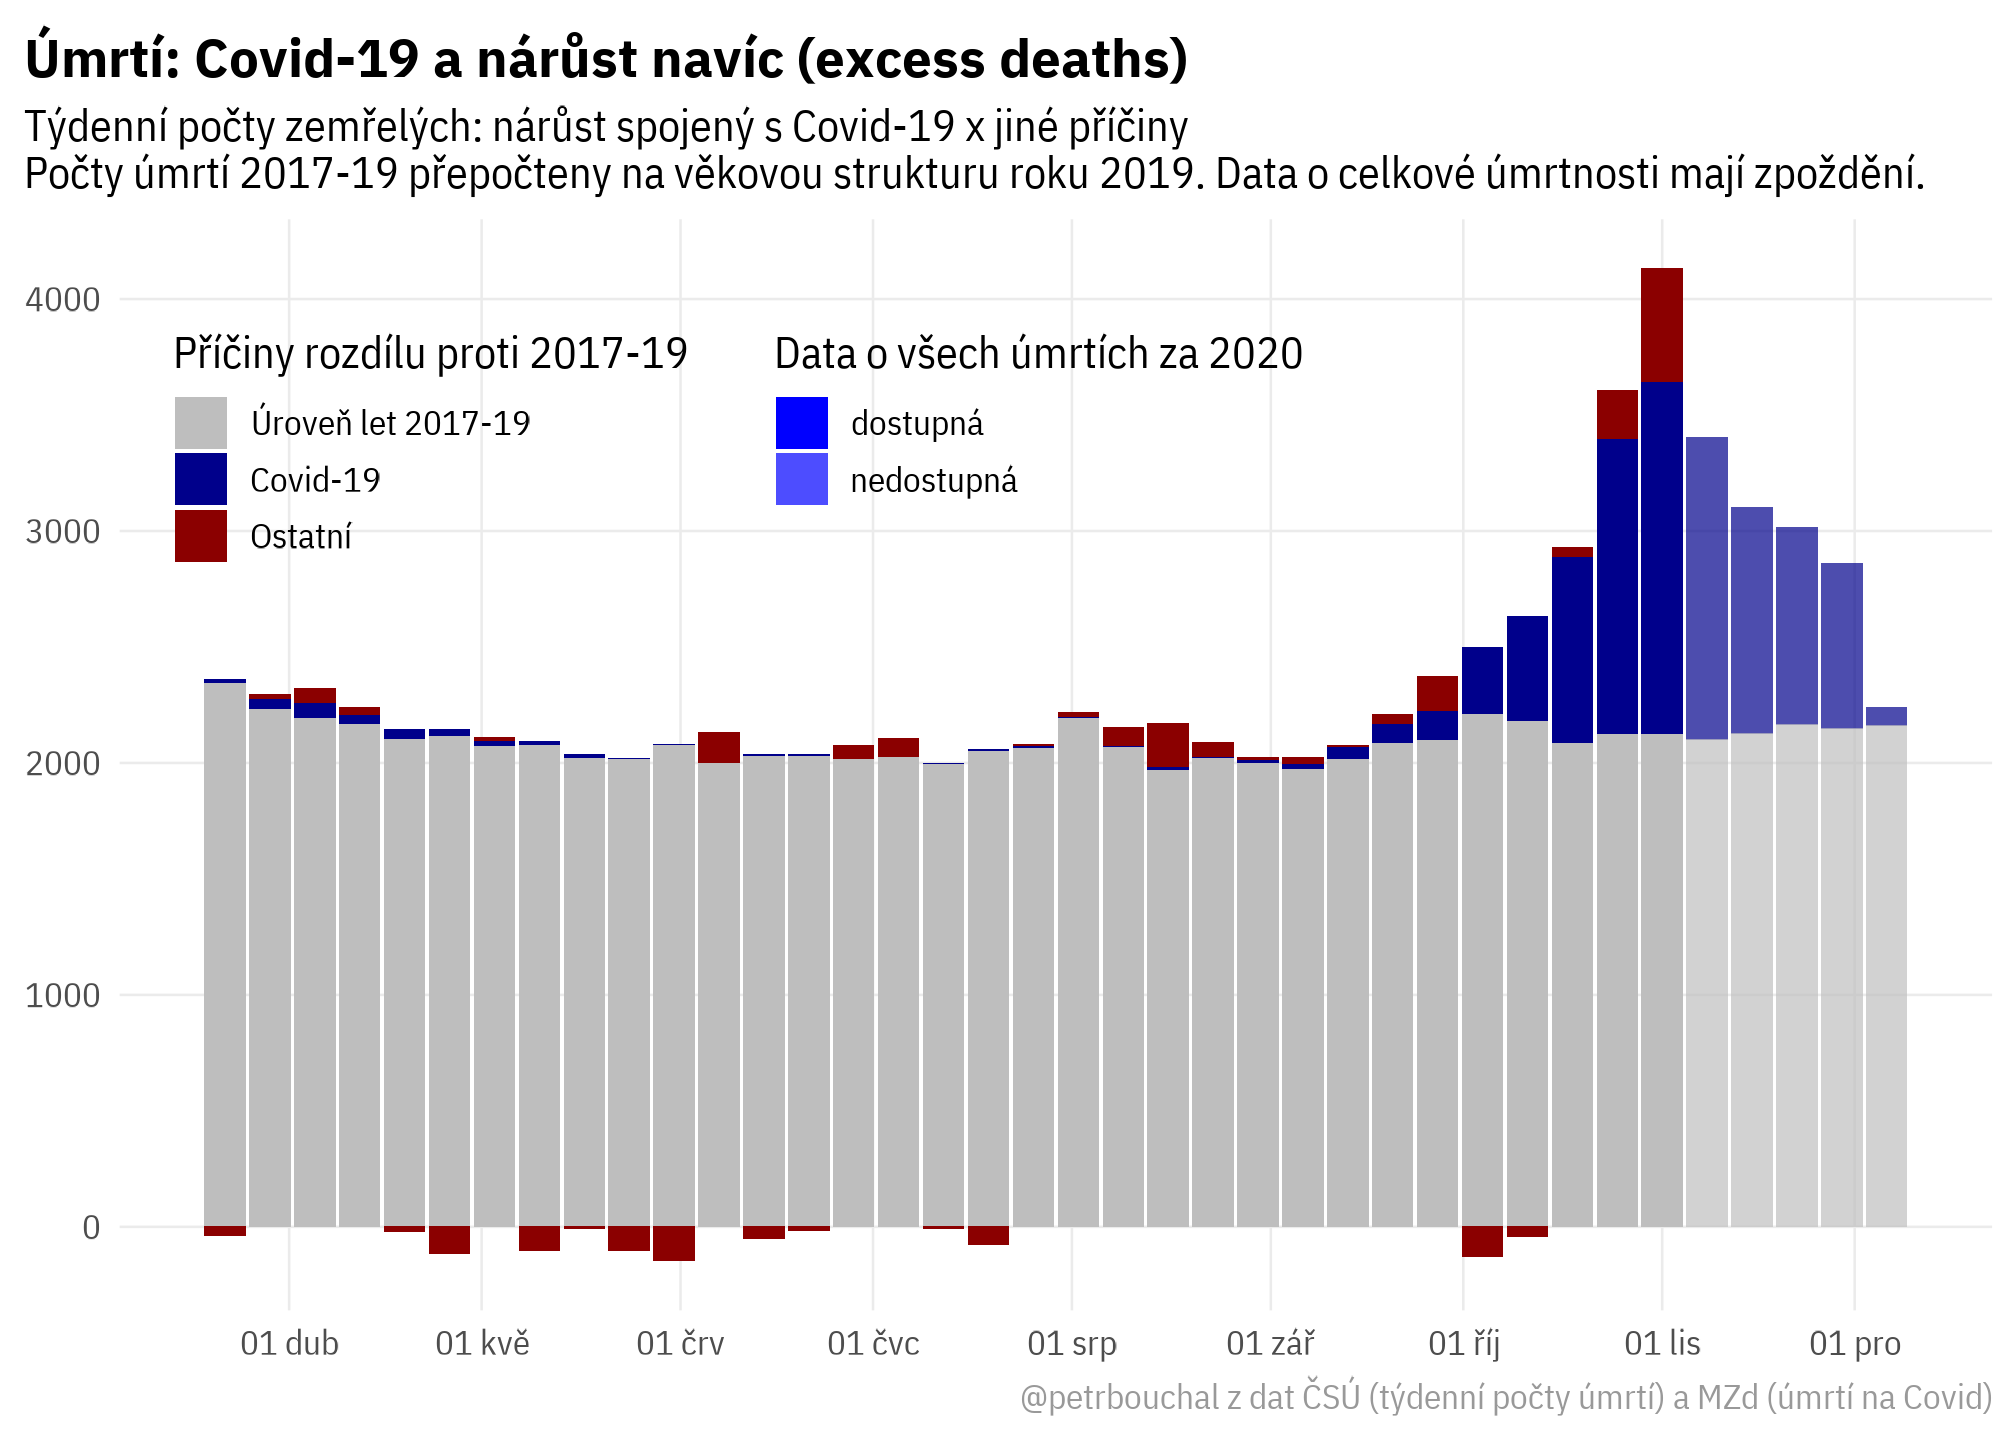 Úmrtí: Covid-19 a nárůst navíc (excess deaths)
Týdenní počty zemřelých: nárůst spojený s Covid-19 x jiné příčiny
Počty úmrtí 2017-19 přepočteny na věkovou strukturu roku 2019. Data o celkové úmrtnosti mají zpoždění.
4000
3000
2000
1000
0
Příčiny rozdílu proti 2017-19
Úroveň let 2017-19
Covid-19
Ostatní
Data o všech úmrtích za 2020
dostupná
nedostupná
01 dub
01 kvě
01 črv
01 čvc
01 srp
01 zář
01 říj
01 lis
01 pro
@petrbouchal z dat ČSÚ (týdenní počty úmrtí) a MZd (úmrtí na Covid)